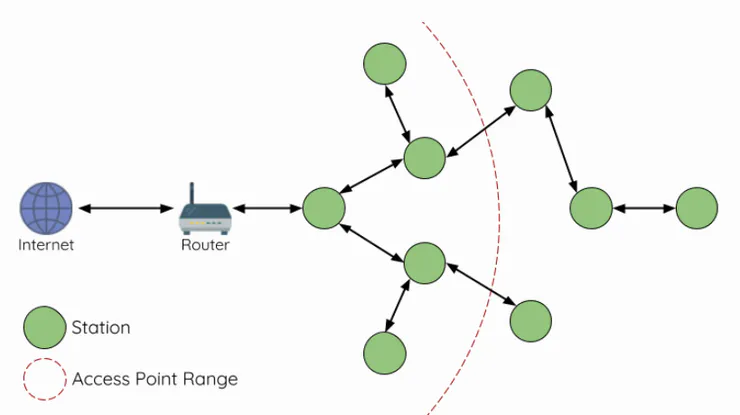 Internet
Router
Station
Access Point Range